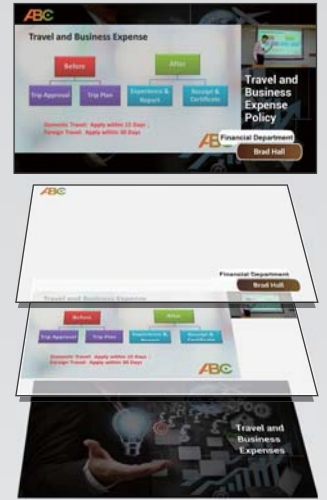 ABC
Travel and Business Expense
Before
After
Trip Approval
Trip Plan
Experience &
Report
Receipt &
Certificate
Domestic Travel: Apply within 15 Days ;
Foreign Travel: Apply within 30 Days
Travel and
Business
Expense
Policy
ABC
Financial Department
Brad Hall
ABC
Financial Department
Brad Hall
Travel and Business Expense
Before
After
Trip Approval
Trip Plan
Experience &
Report
Receipt &
Certificate
Domestic Travel: Apply within 15 Days ;
Foreign Travel: Apply within 30 Days
ABC
Travel and
Business
Expenses